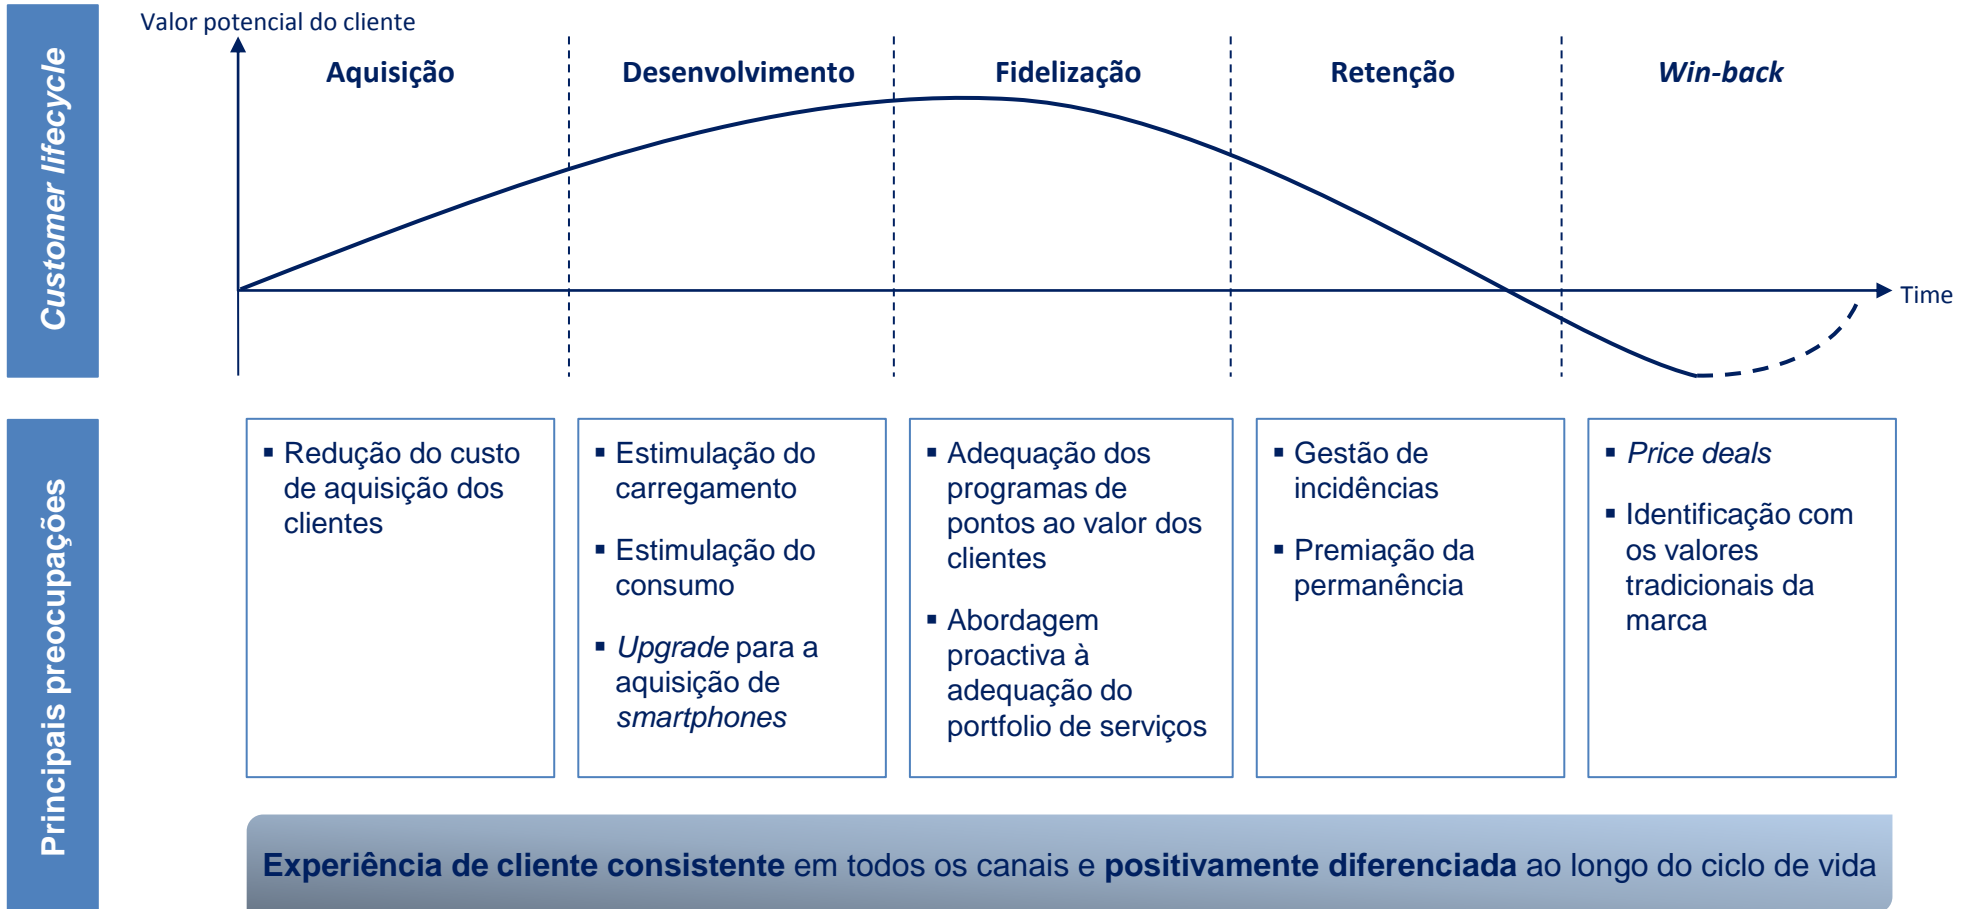 Customer lifecycle
Valor potencial do cliente
Aquisição
Desenvolvimento
Fidelização
Retenção
Win-back
Time
Principais preocupações
▪ Redução do custo
de aquisição dos
clientes
▪ Estimulação do
carregamento
▪ Estimulação do
consumo
▪ Upgrade para a
aquisição de
smartphones
▪ Adequação dos
programas de
pontos ao valor dos
clientes
▪ Abordagem
proactiva à
adequação do
portfolio de serviços
▪ Gestão de
incidências
▪ Premiação da
permanência
▪ Price deals
▪ Identificação com
os valores
tradicionais da
marca
Experiência de cliente consistente em todos os canais e positivamente diferenciada ao longo do ciclo de vida